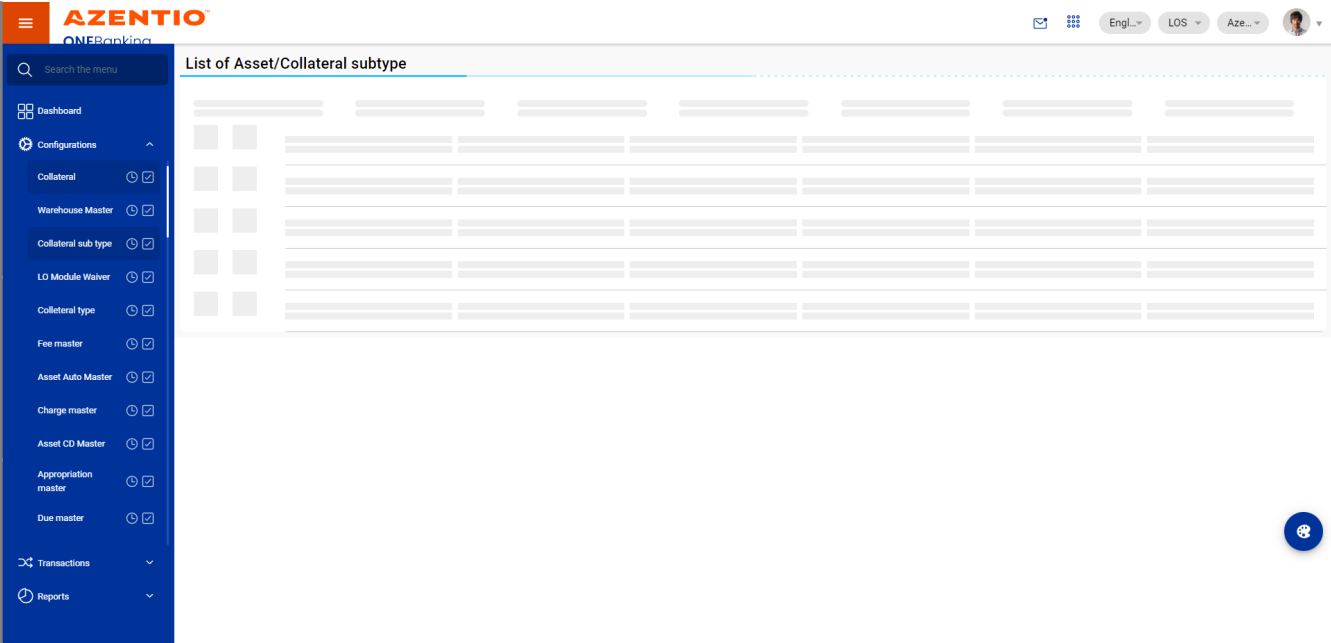 AZENTIO™
ONEBanking
Engl...
LOS
Aze...
Search the menu
List of Asset/Collateral subtype
Dashboard
Configurations
Collateral
Warehouse Master
Collateral sub type
LO Module Waiver
Colleteral type
Fee master
Asset Auto Master
Charge master
Asset CD Master
Appropriation
master
Due master
Transactions
Reports